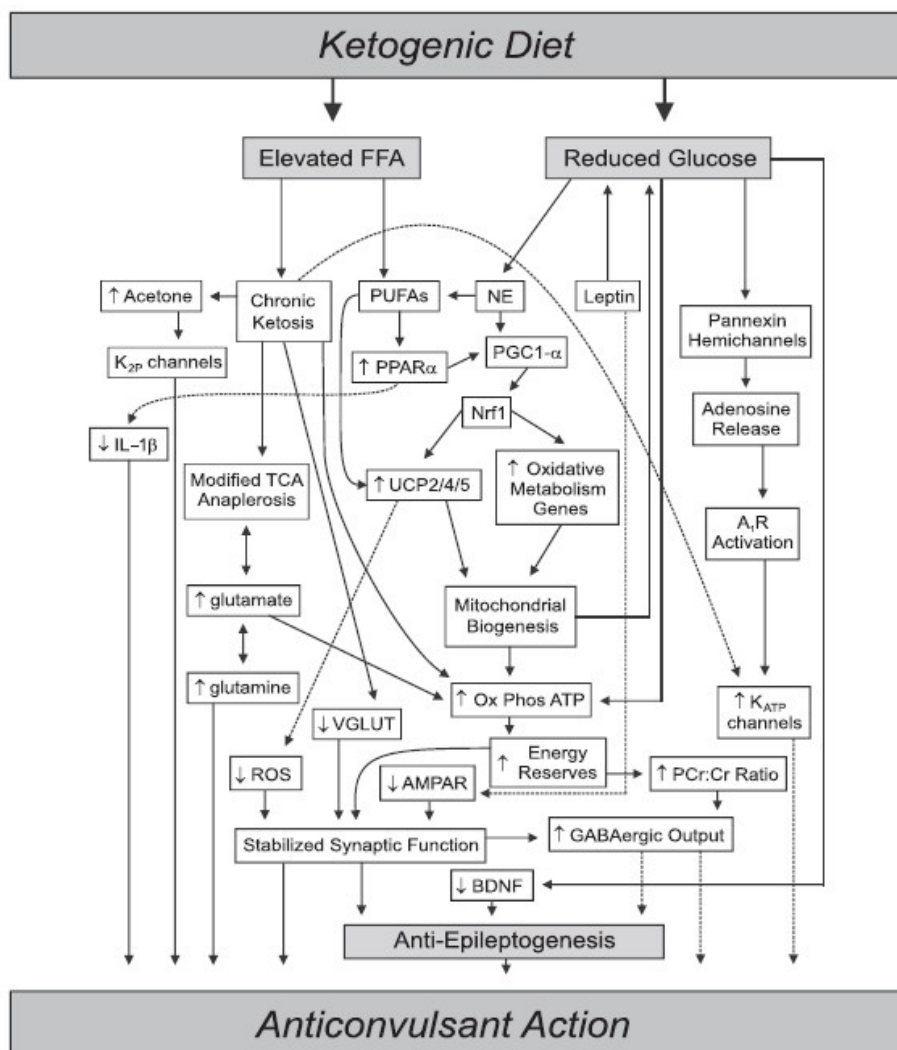 Ketogenic Diet
Elevated FFA
Reduced Glucose
↑ Acetone
Chronic
Ketosis
PUFAs
NE
Leptin
Pannexin
Hemichannels
K2P channels
↑ PPARα
PGC1-α
Adenosine
Release
↓ IL–1β
Nrf1
Modified TCA
Anaplerosis
↑ UCP2/4/5
↑ Oxidative
Metabolism
Genes
A1R
Activation
↑ glutamate
Mitochondrial
Biogenesis
↑ glutamine
↑ Ox Phos ATP
↑ KATP
channels
↓ VGLUT
↑ Energy
Reserves
↓ ROS
↓ AMPAR
↑ PCr:Cr Ratio
Stabilized Synaptic Function
↑ GABAergic Output
↓ BDNF
Anti-Epileptogenesis
Anticonvulsant Action